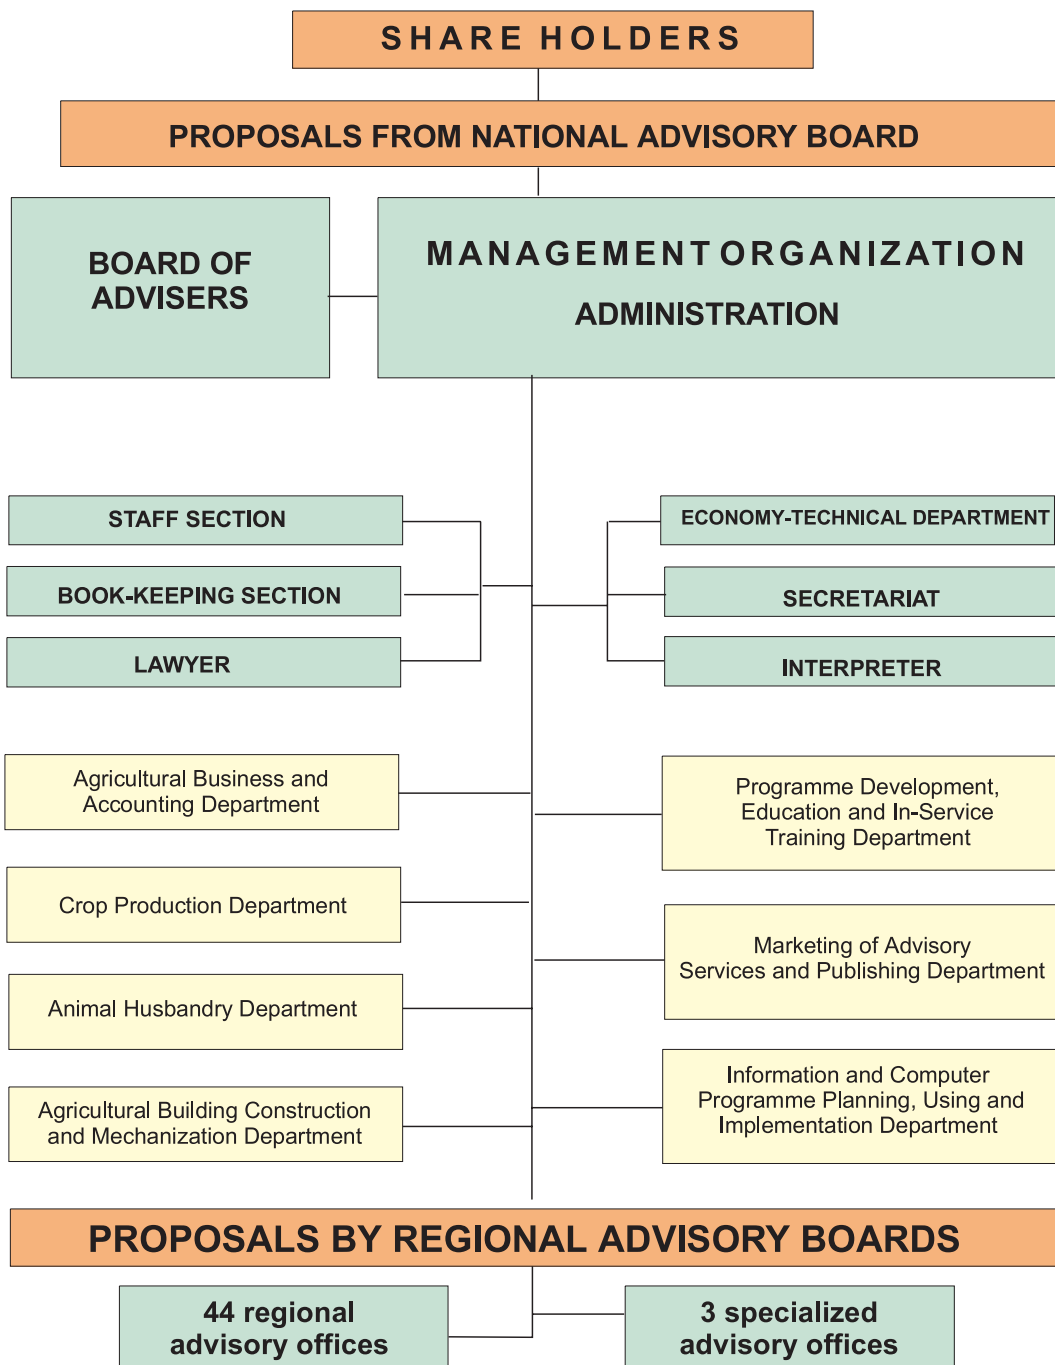 SHARE HOLDERS
PROPOSALS FROM NATIONAL ADVISORY BOARD
BOARD OF
ADVISERS
MANAGEMENT ORGANIZATION
ADMINISTRATION
STAFF SECTION
BOOK-KEEPING SECTION
LAWYER
ECONOMY-TECHNICAL DEPARTMENT
SECRETARIAT
INTERPRETER
Agricultural Business and
Accounting Department
Crop Production Department
Animal Husbandry Department
Agricultural Building Construction
and Mechanization Department
Programme Development,
Education and In-Service
Training Department
Marketing of Advisory
Services and Publishing Department
Information and Computer
Programme Planning, Using and
Implementation Department
PROPOSALS BY REGIONAL ADVISORY BOARDS
44 regional
advisory offices
3 specialized
advisory offices